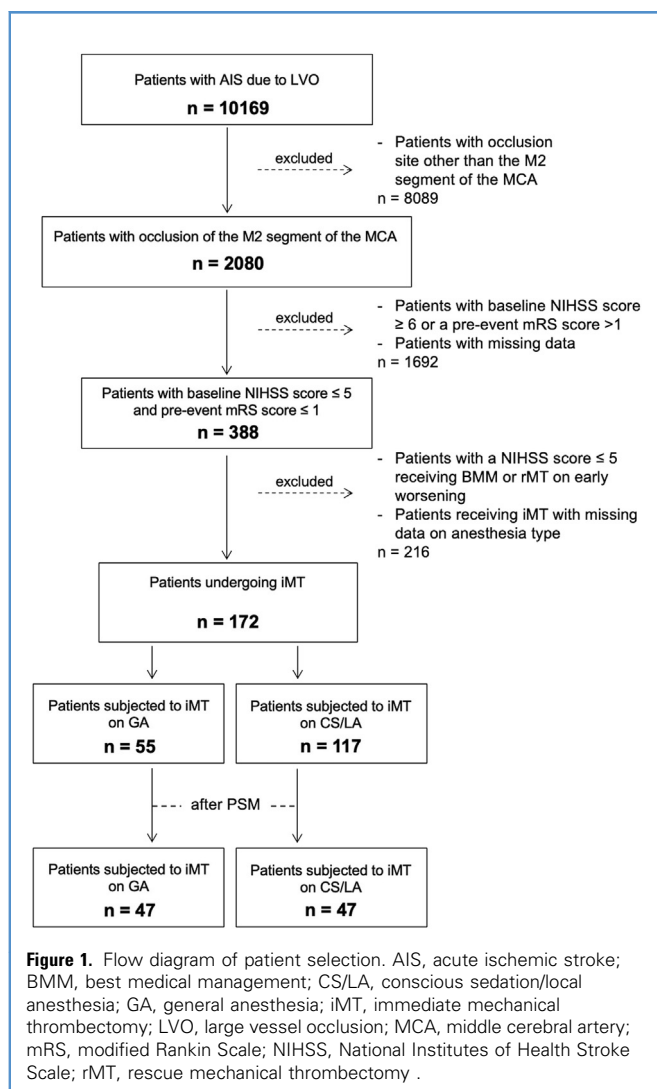 Patients with AIS due to LVO
n = 10169
excluded
- Patients with occlusion
site other than the M2
segment of the MCA
n = 8089
Patients with occlusion of the M2 segment of the MCA
n = 2080
excluded
- Patients with baseline NIHSS score
≥ 6 or a pre-event mRS score >1
- Patients with missing data
n = 1692
Patients with baseline NIHSS score ≤ 5
and pre-event mRS score ≤ 1
n = 388
excluded
- Patients with a NIHSS score ≤ 5
receiving BMM or rMT on early
worsening
- Patients receiving iMT with missing
data on anesthesia type
n = 216
Patients undergoing iMT
n = 172
Patients subjected to iMT
on GA
n = 55
Patients subjected to iMT
on CS/LA
n = 117
after PSM
Patients subjected to iMT
on GA
n = 47
Patients subjected to iMT
on CS/LA
n = 47
Figure 1. Flow diagram of patient selection. AIS, acute ischemic stroke;
BMM, best medical management; CS/LA, conscious sedation/local
anesthesia; GA, general anesthesia; iMT, immediate mechanical
thrombectomy; LVO, large vessel occlusion; MCA, middle cerebral artery;
mRS, modified Rankin Scale; NIHSS, National Institutes of Health Stroke
Scale; rMT, rescue mechanical thrombectomy .